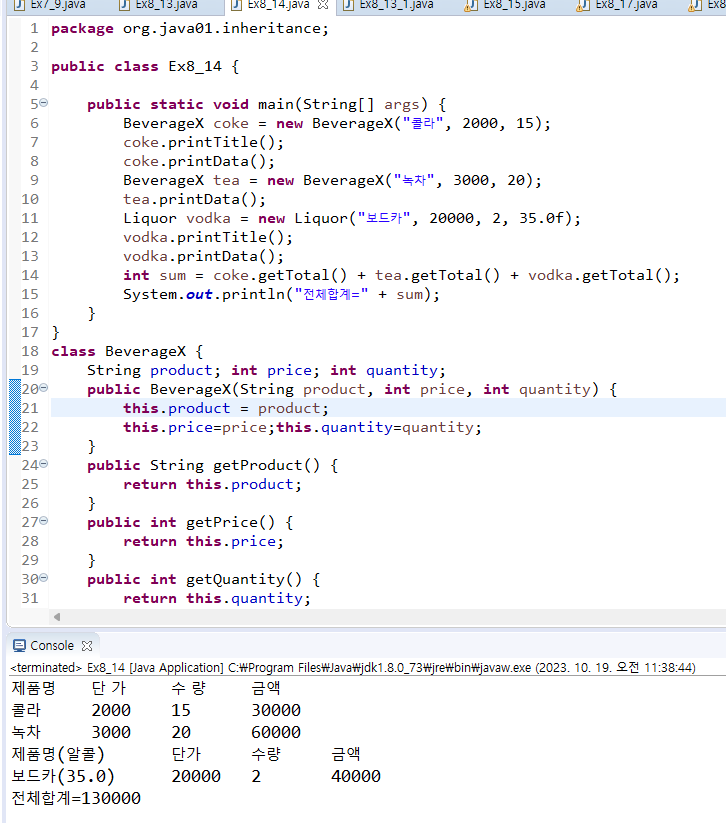 Ex7_9.java Ex8_13.java Ex8_14.java Ex8_13_1.java Ex8_15.java Ex8_17.java Ex8
1 package org.java01.inheritance;
2
3 public class Ex8_14 {
4
5 public static void main(String[] args) {
6 BeverageX coke = new BeverageX("콜라", 2000, 15);
7 coke.printTitle();
8 coke.printData();
9 BeverageX tea = new BeverageX("녹차", 3000, 20);
10 tea.printData();
11 Liquor vodka = new Liquor("보드카", 20000, 2, 35.0f);
12 vodka.printTitle();
13 vodka.printData();
14 int sum = coke.getTotal() + tea.getTotal() + vodka.getTotal();
15 System.out.println("전체합계=" + sum);
16 }
17 }
18 class BeverageX {
19 String product; int price; int quantity;
20 public BeverageX(String product, int price, int quantity) {
21 this.product = product;
22 this.price=price;this.quantity=quantity;
23 }
24 public String getProduct() {
25 return this.product;
26 }
27 public int getPrice() {
28 return this.price;
29 }
30 public int getQuantity() {
31 return this.quantity;
Console
<terminated> Ex8_14 [Java Application] C:₩Program Files₩Java₩jdk1.8.0_73₩jre₩bin₩javaw.exe (2023. 10. 19. 오전 11:38:44)
제품명 단 가 수 량 금액
콜라 2000 15 30000
녹차 3000 20 60000
제품명(알콜) 단가 수량 금액
보드카(35.0) 20000 2 40000
전체합계=130000